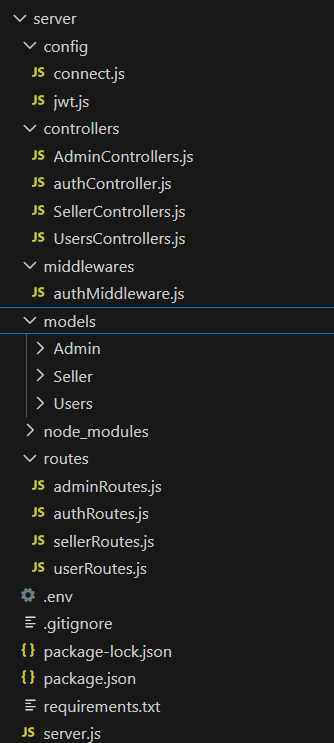 server
config
JS connect.js
JS jwt.js
controllers
JS AdminControllers.js
JS authController.js
JS SellerControllers.js
JS UsersControllers.js
middlewares
JS authMiddleware.js
models
Admin
Seller
Users
node_modules
routes
JS adminRoutes.js
JS authRoutes.js
JS sellerRoutes.js
JS userRoutes.js
.env
.gitignore
{} package-lock.json
{} package.json
requirements.txt
JS server.js